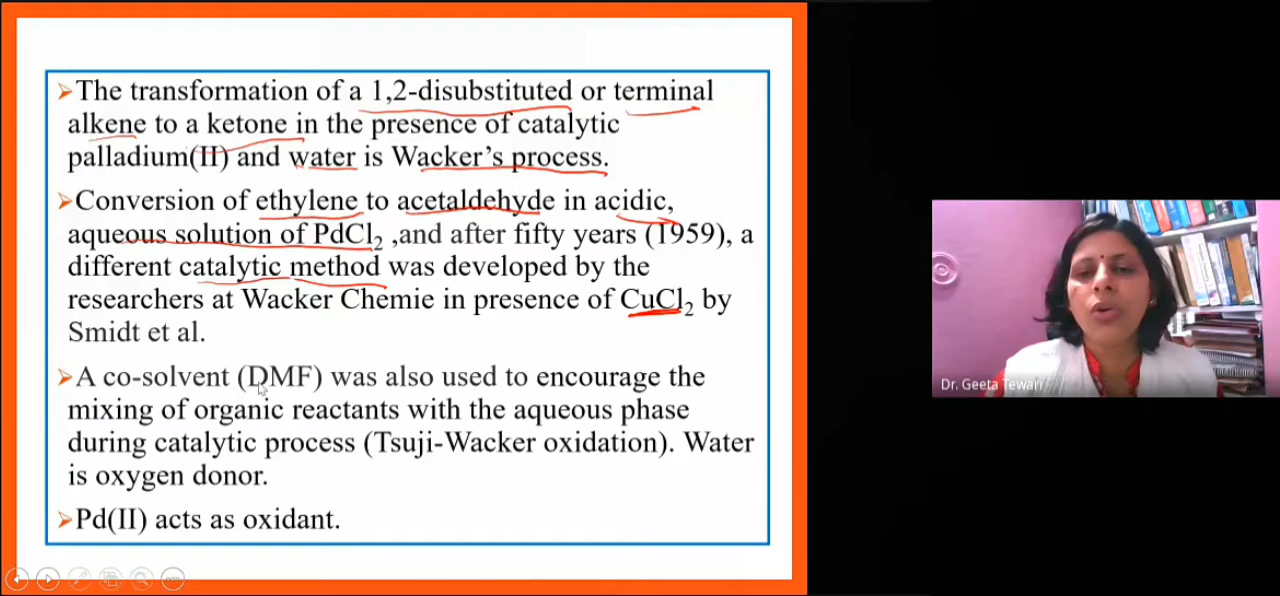 ➢The transformation of a 1,2-disubstituted or terminal
alkene to a ketone in the presence of catalytic
palladium(II) and water is Wacker's process.
➢Conversion of ethylene to acetaldehyde in acidic,
aqueous solution of PdCl₂ ,and after fifty years (1959), a
different catalytic method was developed by the
researchers at Wacker Chemie in presence of CuCl₂ by
Smidt et al.
➢A co-solvent (DMF) was also used to encourage the
mixing of organic reactants with the aqueous phase
during catalytic process (Tsuji-Wacker oxidation). Water
is oxygen donor.
➢Pd(II) acts as oxidant.
Dr. Geeta Tewari